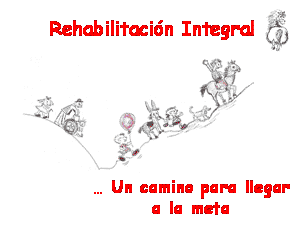 Rehabilitación Integral
... Un camino para llegar
a la meta